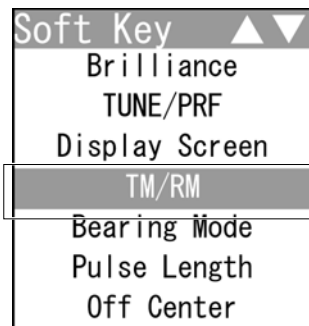 Soft Key ▲▼
Brilliance
TUNE/PRF
Display Screen
TM/RM
Bearing Mode
Pulse Length
Off Center